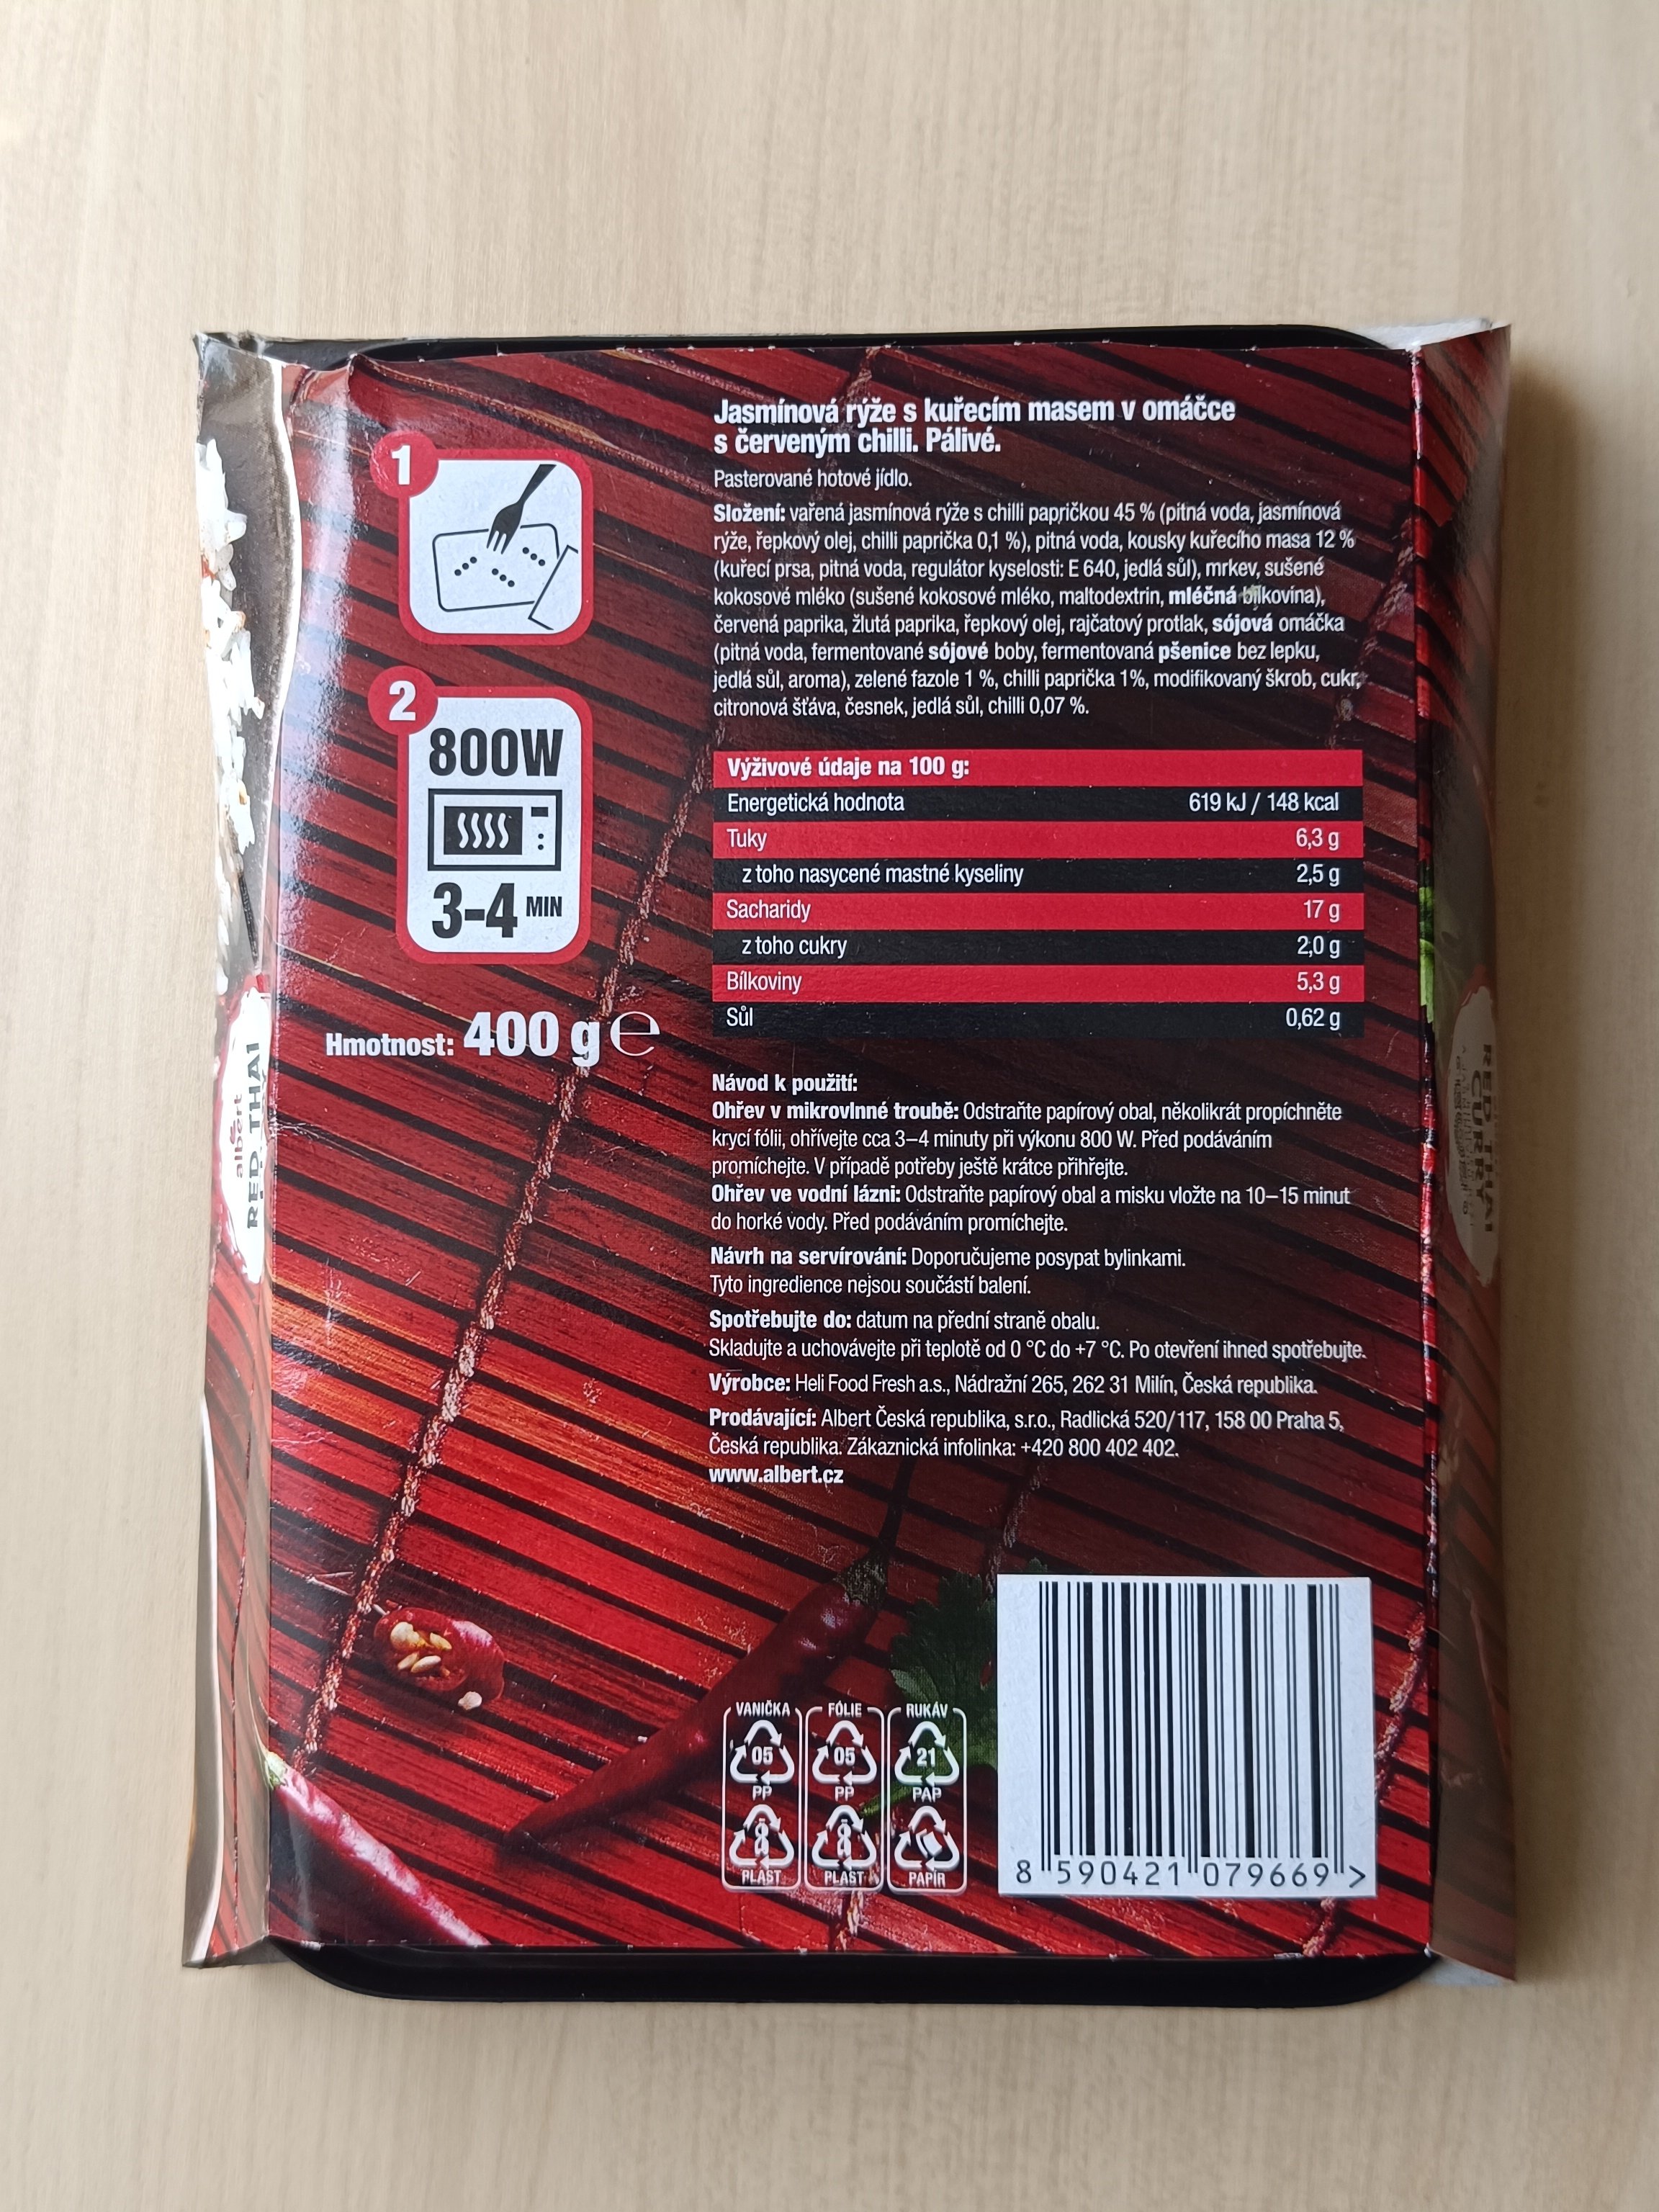 Jasmínová rýže s kuřecím masem v omáčce
s červeným chilli. Pálivé.
Pasterované hotové jídlo.
Složení: vařená jasmínová rýže s chilli papričkou 45 % (pitná voda, jasmínová
rýže, řepkový olej, chilli paprička 0,1 %), pitná voda, kousky kuřecího masa 12 %
(kuřecí prsa, pitná voda, regulátor kyselosti: E 640, jedlá sůl), mrkev, sušené
kokosové mléko (sušené kokosové mléko, maltodextrin, mléčná bílkovina),
červená paprika, žlutá paprika, řepkový olej, rajčatový protlak, sójová omáčka
(pitná voda, fermentované sójové boby, fermentovaná pšenice bez lepku,
jedlá sůl, aroma), zelené fazole 1 %, chilli paprička 1%, modifikovaný škrob, cukr,
citronová šťáva, česnek, jedlá sůl, chilli 0,07 %.
1
2
800W
3-4 MIN
Hmotnost: 400 g e
Výživové údaje na 100 g:
Energetická hodnota 619 kJ / 148 kcal
Tuky 6,3 g
z toho nasycené mastné kyseliny 2,5 g
Sacharidy 17 g
z toho cukry 2,0 g
Bílkoviny 5,3 g
Sůl 0,62 g
Návod k použití:
Ohřev v mikrovlnné troubě: Odstraňte papírový obal, několikrát propíchněte
krycí fólii, ohřívejte cca 3–4 minuty při výkonu 800 W. Před podáváním
promíchejte. V případě potřeby ještě krátce přihřejte.
Ohřev ve vodní lázni: Odstraňte papírový obal a misku vložte na 10–15 minut
do horké vody. Před podáváním promíchejte.
Návrh na servírování: Doporučujeme posypat bylinkami.
Tyto ingredience nejsou součástí balení.
Spotřebujte do: datum na přední straně obalu.
Skladujte a uchovávejte při teplotě od 0 °C do +7 °C. Po otevření ihned spotřebujte.
Výrobce: Heli Food Fresh a.s., Nádražní 265, 262 31 Milín, Česká republika.
Prodávající: Albert Česká republika, s.r.o., Radlická 520/117, 158 00 Praha 5,
Česká republika. Zákaznická infolinka: +420 800 402 402.
www.albert.cz
VANIČKA FÓLIE RUKÁV
05 05 21
PP PP PAP
PLAST PLAST PAPÍR
8 590421 079669 >
albert
RED THAI
RED THAI
CURRY